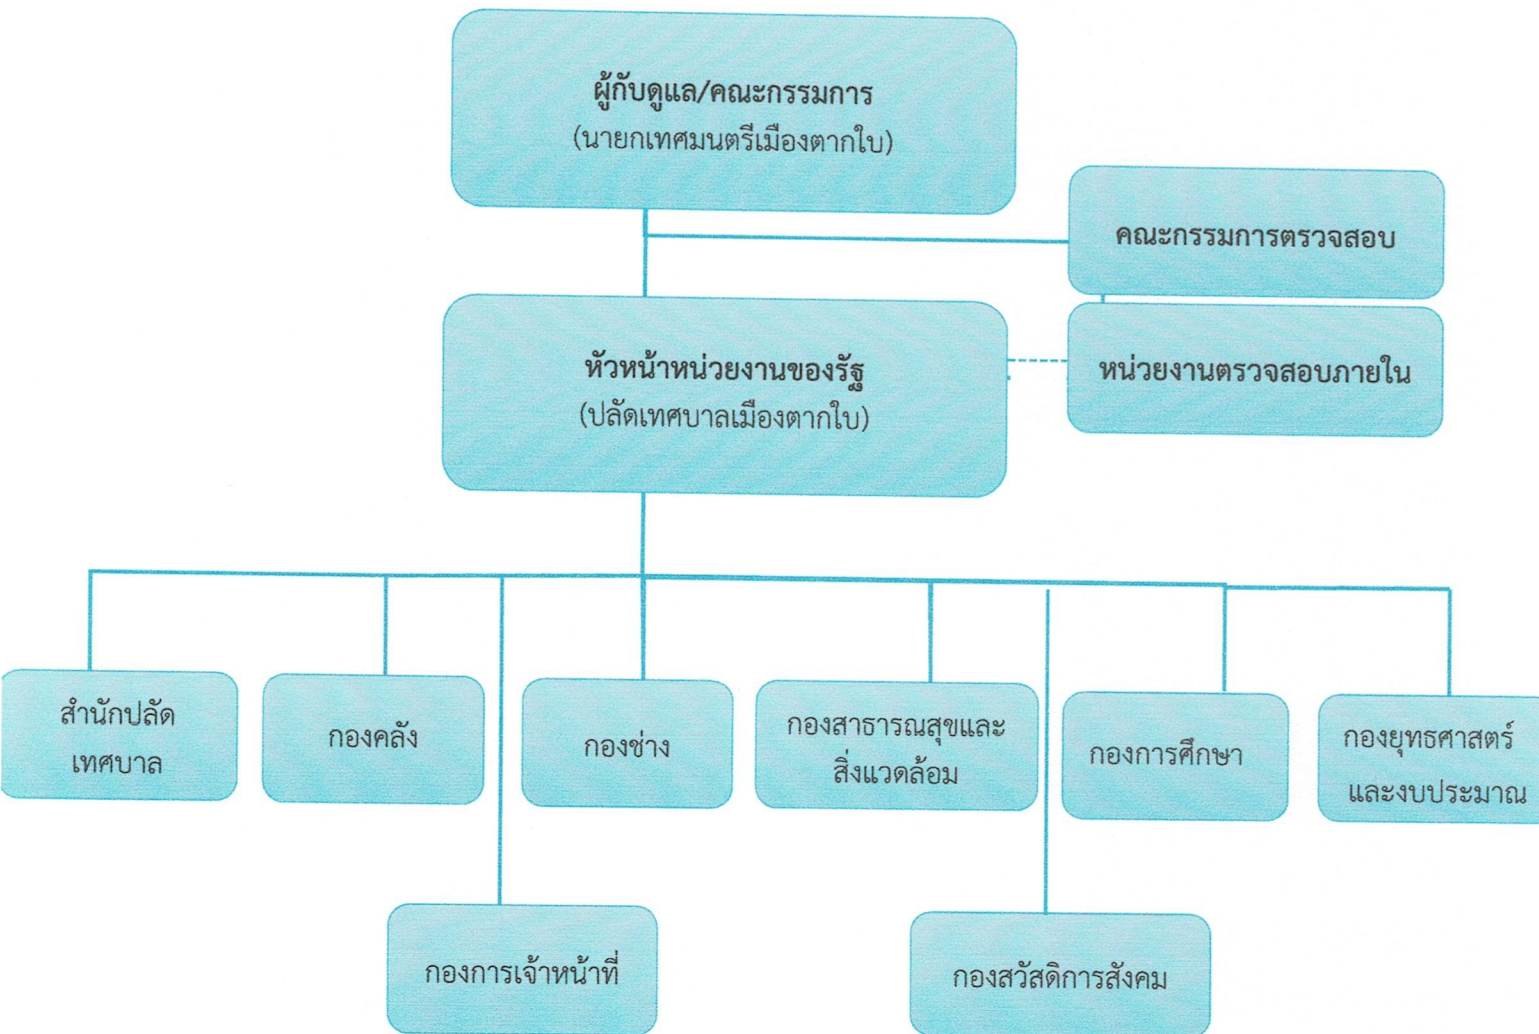 ผู้กับดูแล/คณะกรรมการ
(นายกเทศมนตรีเมืองตากใบ)
คณะกรรมการตรวจสอบ
หัวหน้าหน่วยงานของรัฐ
(ปลัดเทศบาลเมืองตากใบ)
หน่วยงานตรวจสอบภายใน
สำนักปลัด
เทศบาล
กองคลัง
กองช่าง
กองสาธารณสุขและ
สิ่งแวดล้อม
กองการศึกษา
กองยุทธศาสตร์
และงบประมาณ
กองการเจ้าหน้าที่
กองสวัสดิการสังคม